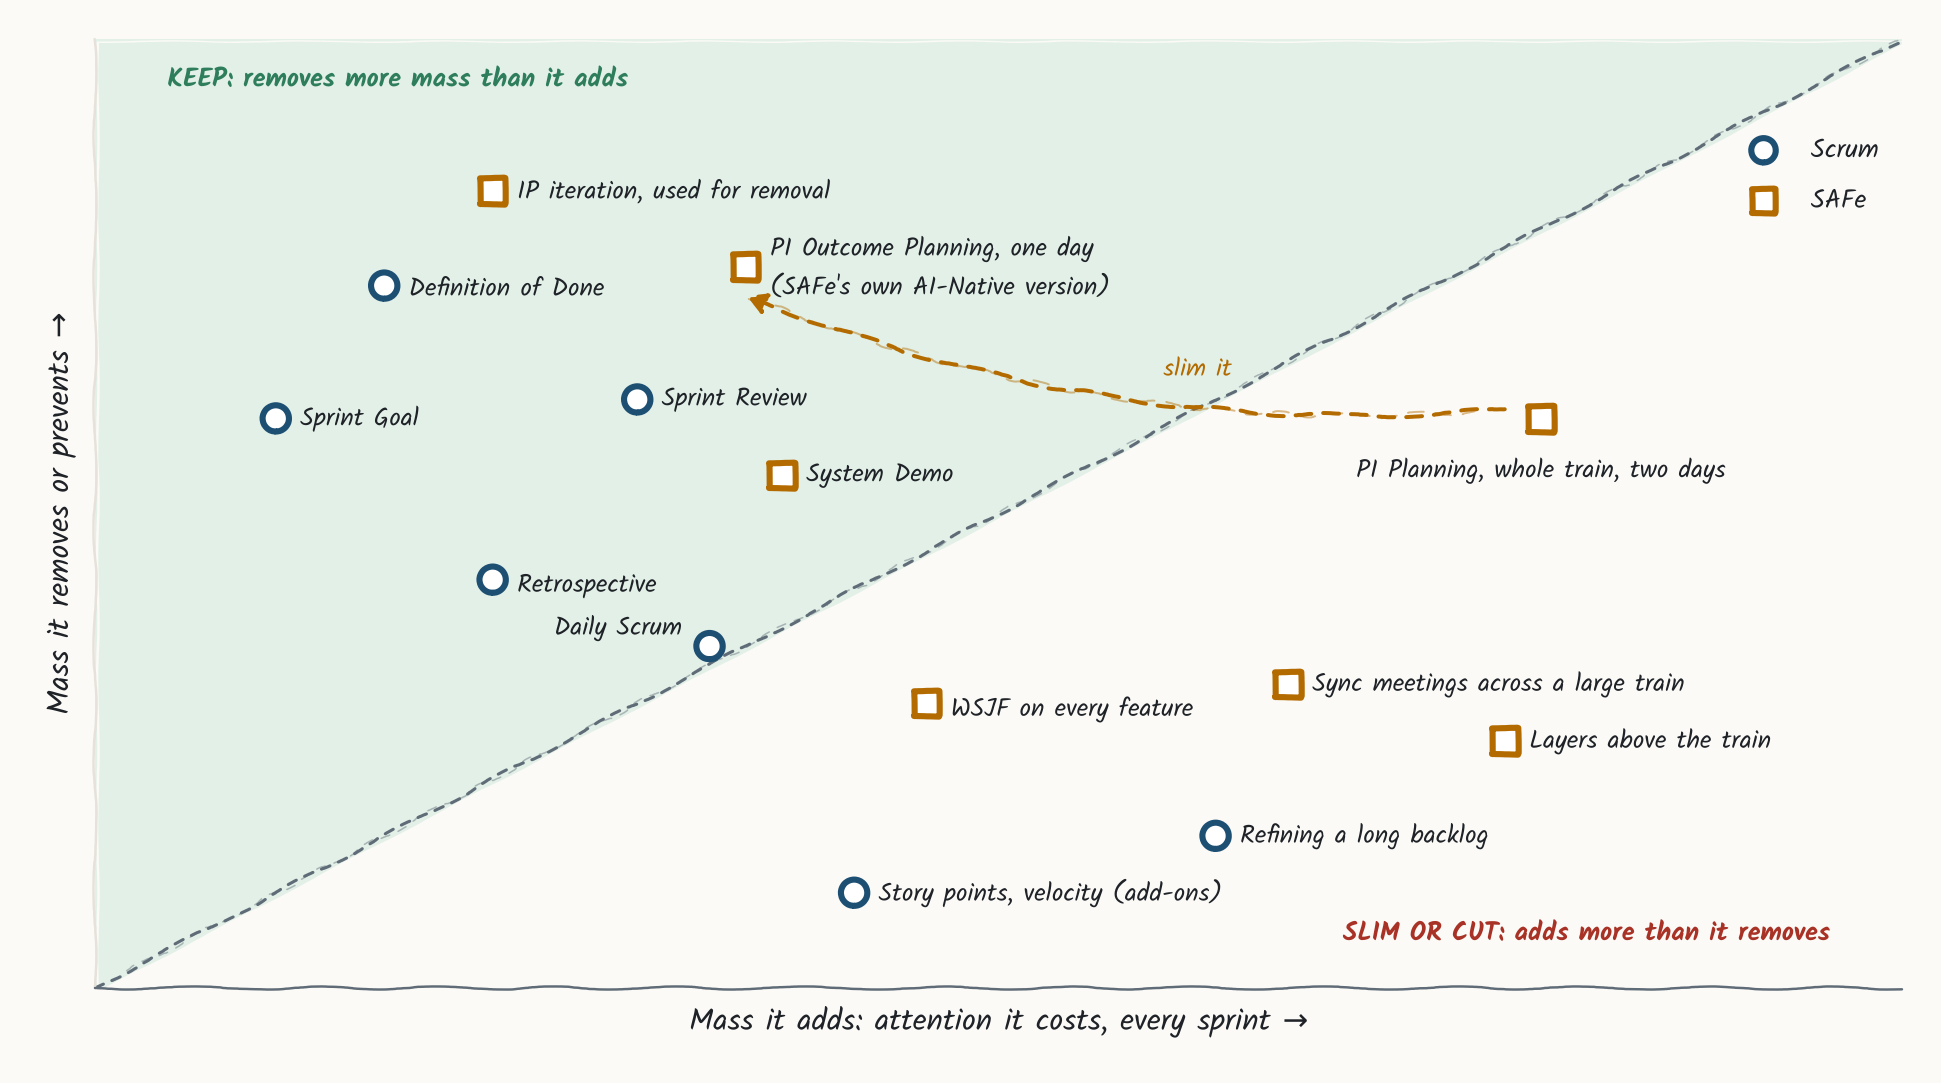 KEEP: removes more mass than it adds
Scrum
SAFe
IP iteration, used for removal
PI Outcome Planning, one day
(SAFe's own AI-Native version)
Definition of Done
slim it
Sprint Review
Sprint Goal
PI Planning, whole train, two days
System Demo
Retrospective
Daily Scrum
Sync meetings across a large train
WSJF on every feature
Layers above the train
Refining a long backlog
Story points, velocity (add-ons)
SLIM OR CUT: adds more than it removes
Mass it removes or prevents →
Mass it adds: attention it costs, every sprint →